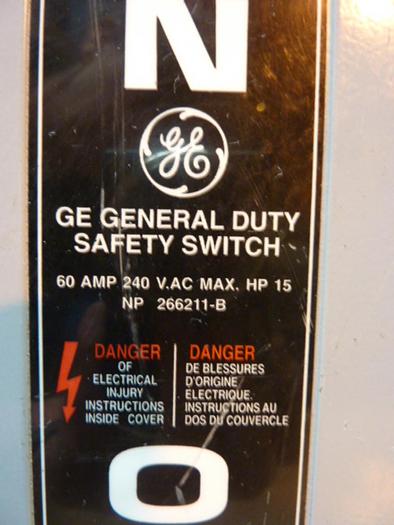 N
GE
GE GENERAL DUTY
SAFETY SWITCH
60 AMP 240 V.AC MAX. HP 15
NP 266211-B
DANGER
OF
ELECTRICAL
INJURY
INSTRUCTIONS
INSIDE COVER
DANGER
DE BLESSURES
D'ORIGINE
ELECTRIQUE.
INSTRUCTIONS AU
DOS DU COUVERCLE
O